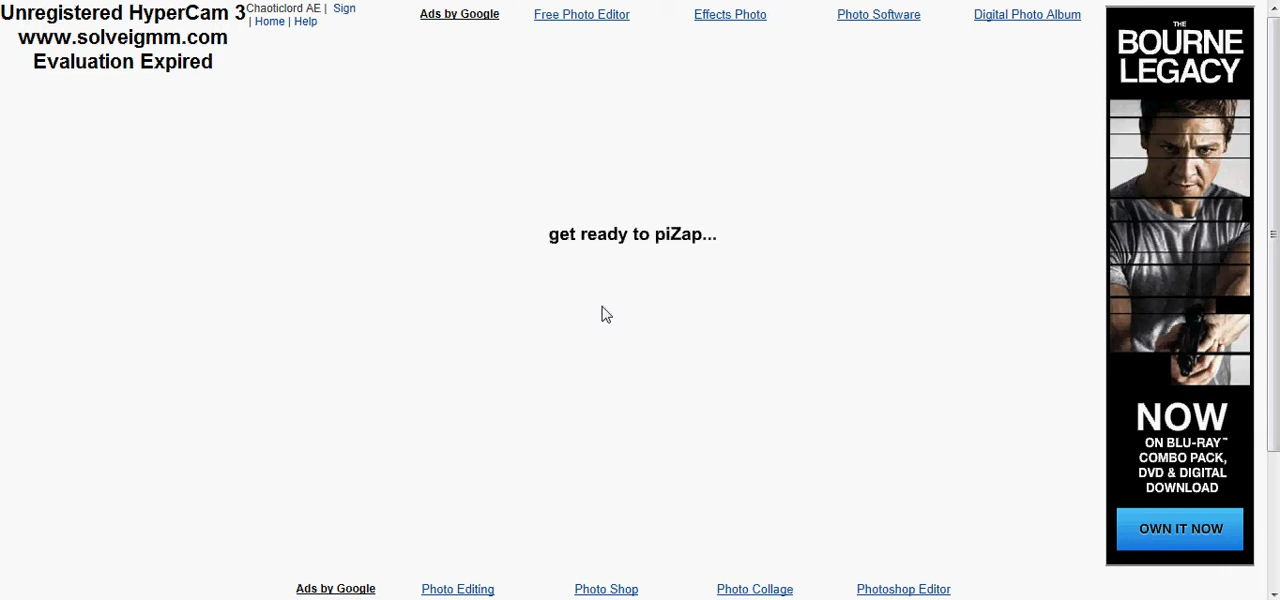 Unregistered HyperCam 3
www.solveigmm.com
Evaluation Expired
Chaoticlord AE | Sign
| Home | Help
Ads by Google
Free Photo Editor
Effects Photo
Photo Software
Digital Photo Album
get ready to piZap...
THE
BOURNE
LEGACY
NOW
ON BLU-RAY™
COMBO PACK,
DVD & DIGITAL
DOWNLOAD
OWN IT NOW
Ads by Google
Photo Editing
Photo Shop
Photo Collage
Photoshop Editor